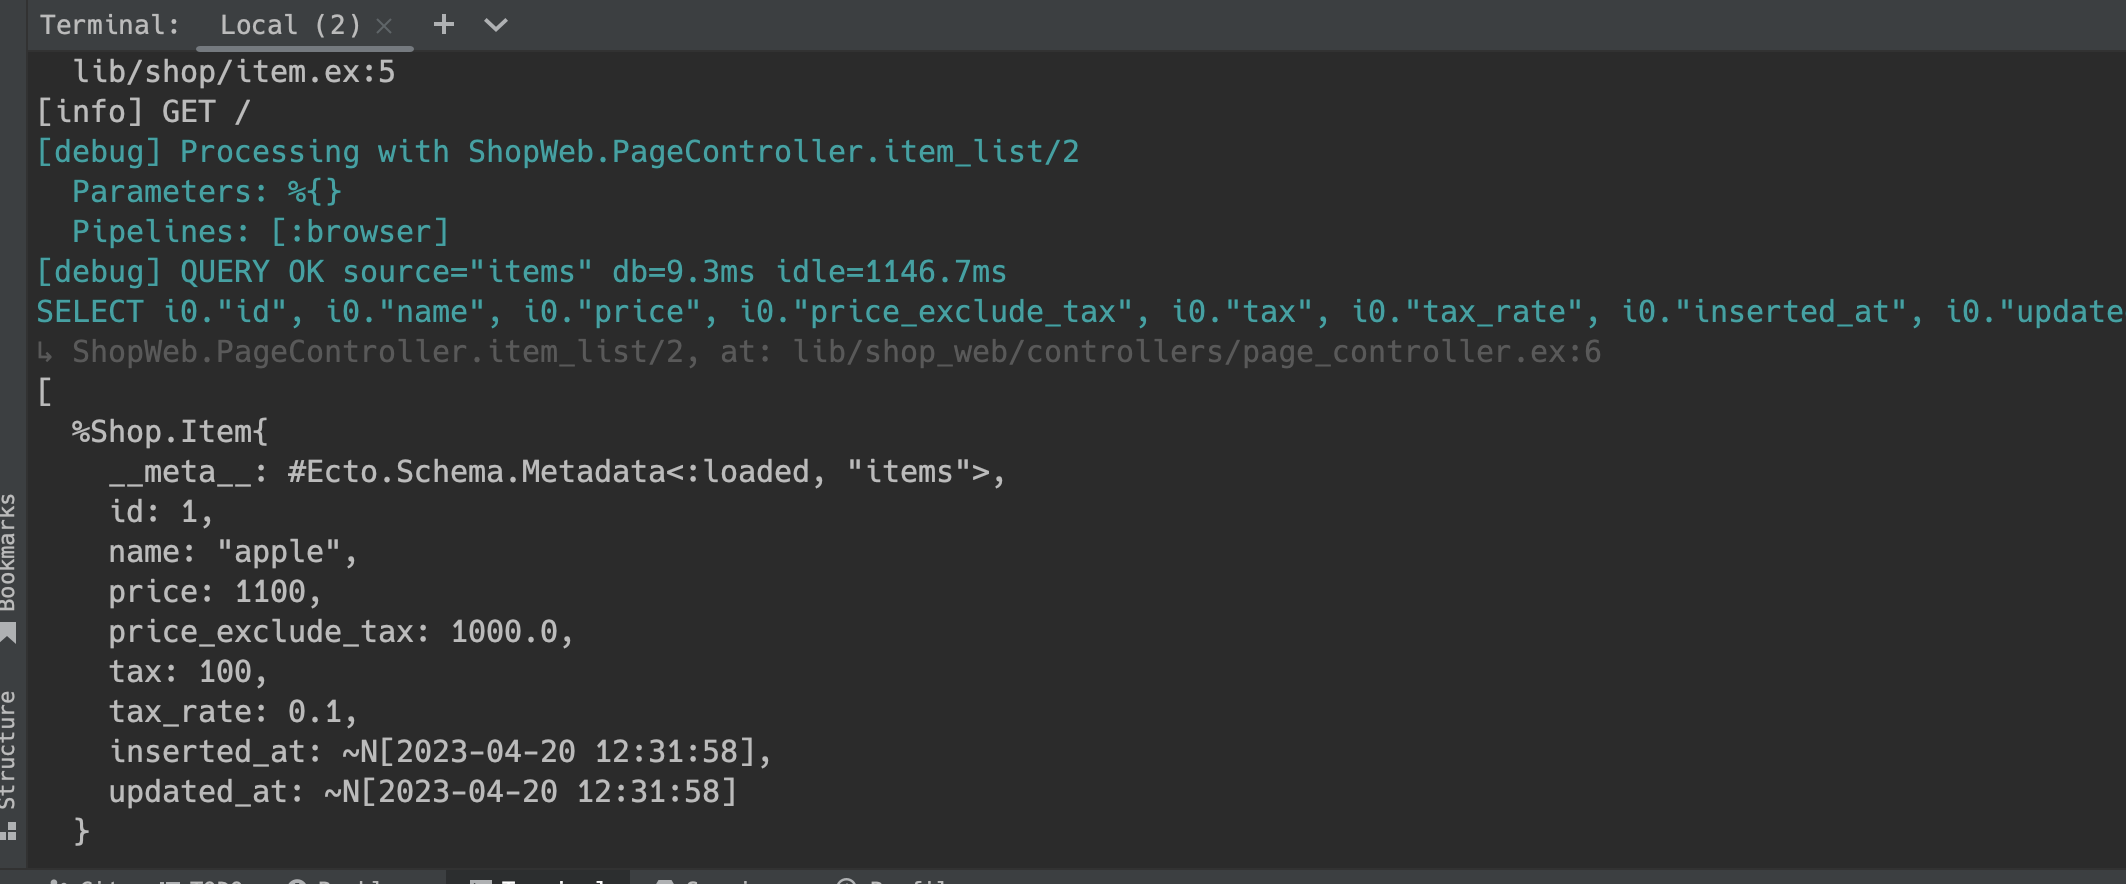 Terminal: Local (2) × +
lib/shop/item.ex:5
[info] GET /
[debug] Processing with ShopWeb.PageController.item_list/2
Parameters: %{}
Pipelines: [:browser]
[debug] QUERY OK source="items" db=9.3ms idle=1146.7ms
SELECT i0."id", i0."name", i0."price", i0."price_exclude_tax", i0."tax", i0."tax_rate", i0."inserted_at", i0."update
↳ ShopWeb.PageController.item_list/2, at: lib/shop_web/controllers/page_controller.ex:6
[
%Shop.Item{
__meta__: #Ecto.Schema.Metadata<:loaded, "items">,
id: 1,
name: "apple",
price: 1100,
price_exclude_tax: 1000.0,
tax: 100,
tax_rate: 0.1,
inserted_at: ~N[2023-04-20 12:31:58],
updated_at: ~N[2023-04-20 12:31:58]
}
Bookmarks
Structure